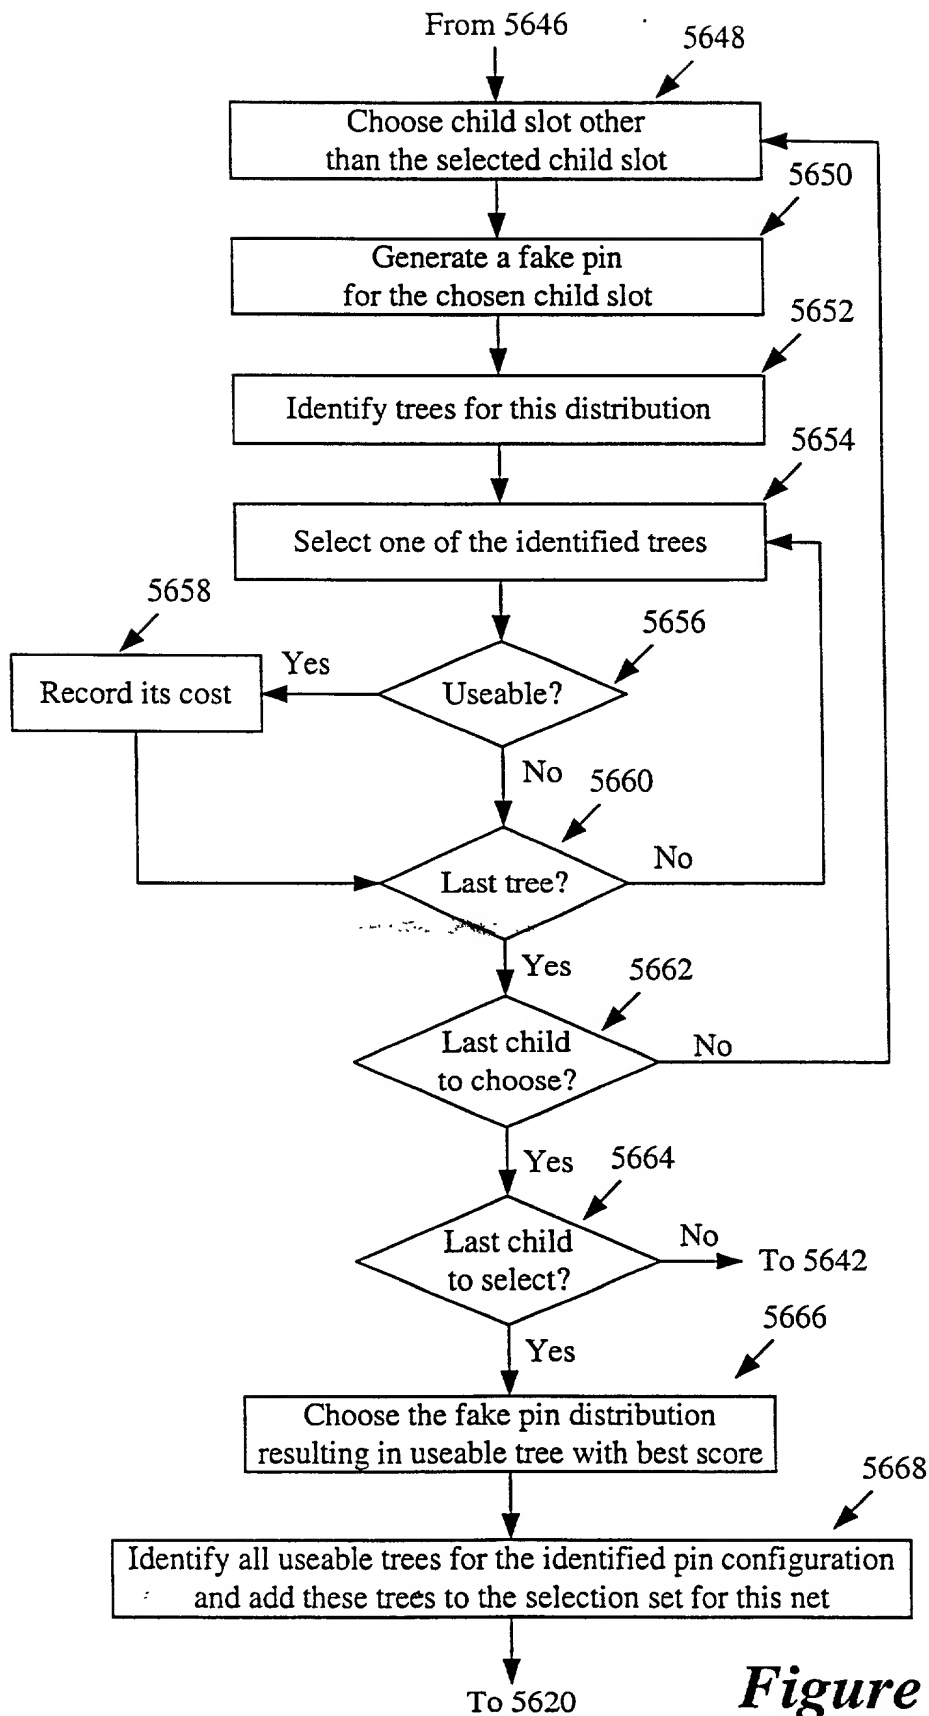 From 5646
5648
Choose child slot other
than the selected child slot
5650
Generate a fake pin
for the chosen child slot
5652
Identify trees for this distribution
5654
Select one of the identified trees
5658
5656
Record its cost
Yes
Useable?
No
5660
Last tree?
No
Yes
5662
Last child
to choose?
No
Yes
5664
Last child
to select?
No
To 5642
5666
Yes
Choose the fake pin distribution
resulting in useable tree with best score
5668
Identify all useable trees for the identified pin configuration
and add these trees to the selection set for this net
To 5620
Figure